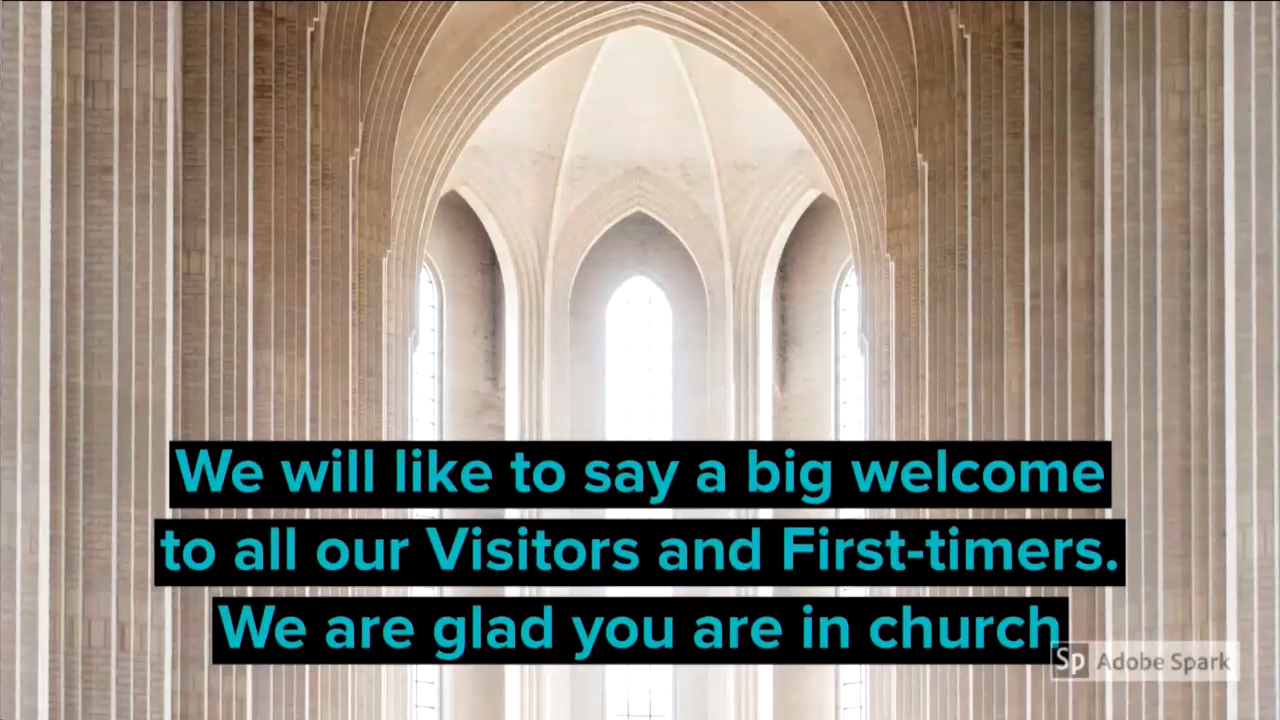 We will like to say a big welcome
to all our Visitors and First-timers.
We are glad you are in church
Sp Adobe Spark